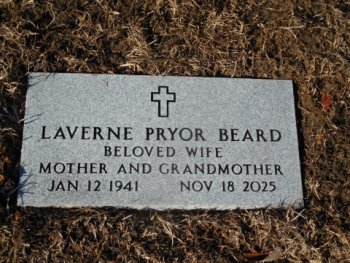 LAVERNE PRYOR BEARD
BELOVED WIFE
MOTHER AND GRANDMOTHER
JAN 12 1941 NOV 18 2025